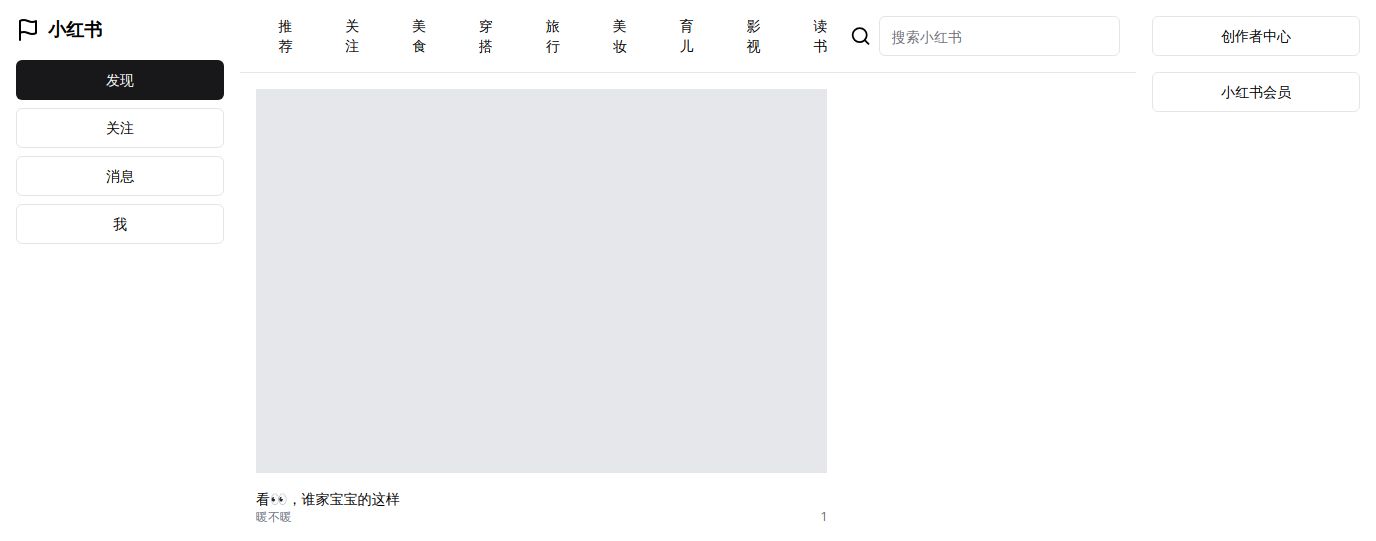 小红书
发现
关注
消息
我
推荐
关注
美食
穿搭
旅行
美妆
育儿
影视
读书
搜索小红书
看👀，谁家宝宝的这样
暖不暖
1
创作者中心
小红书会员